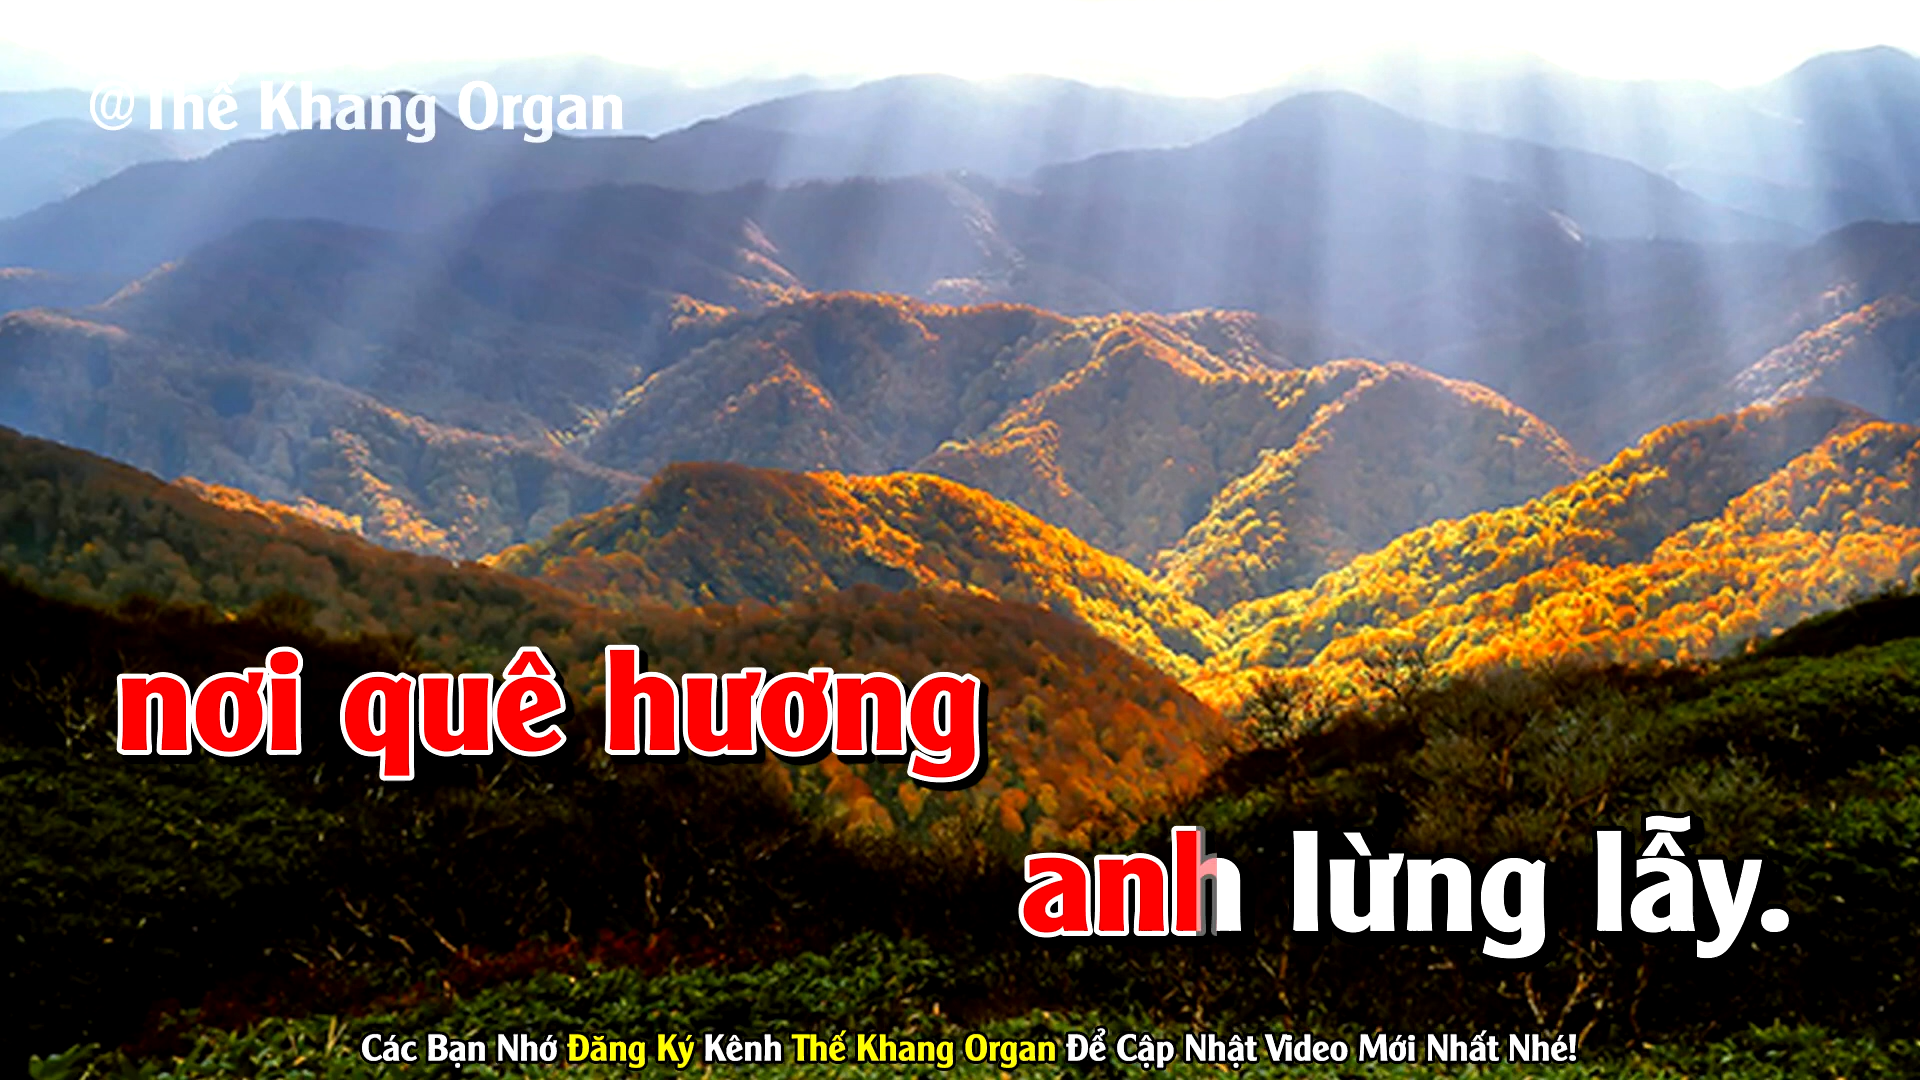 @Thế Khang Organ
nơi quê hương
anh lừng lẫy.
Các Bạn Nhớ Đăng Ký Kênh Thế Khang Organ Để Cập Nhật Video Mới Nhất Nhé!